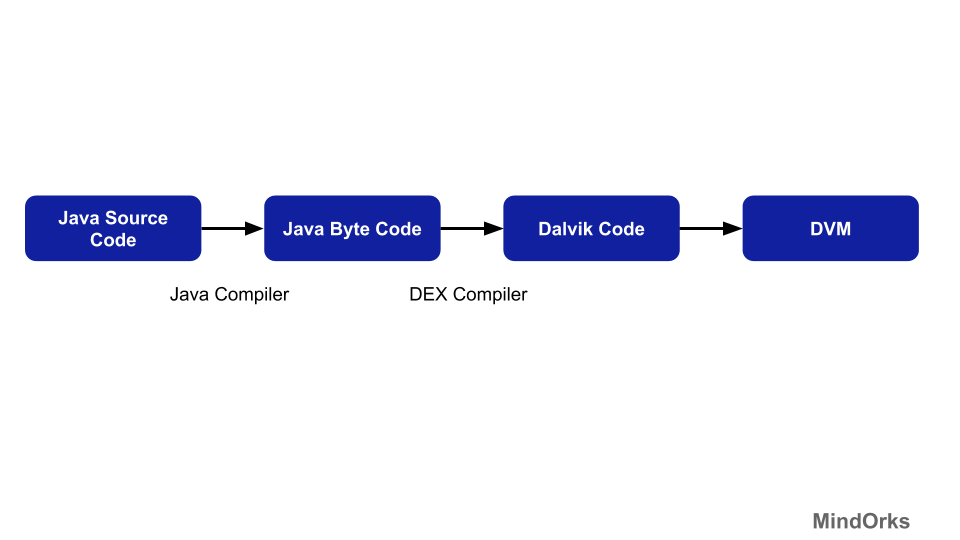 Java Source
Code
Java Byte Code
Dalvik Code
DVM
Java Compiler
DEX Compiler
MindOrks